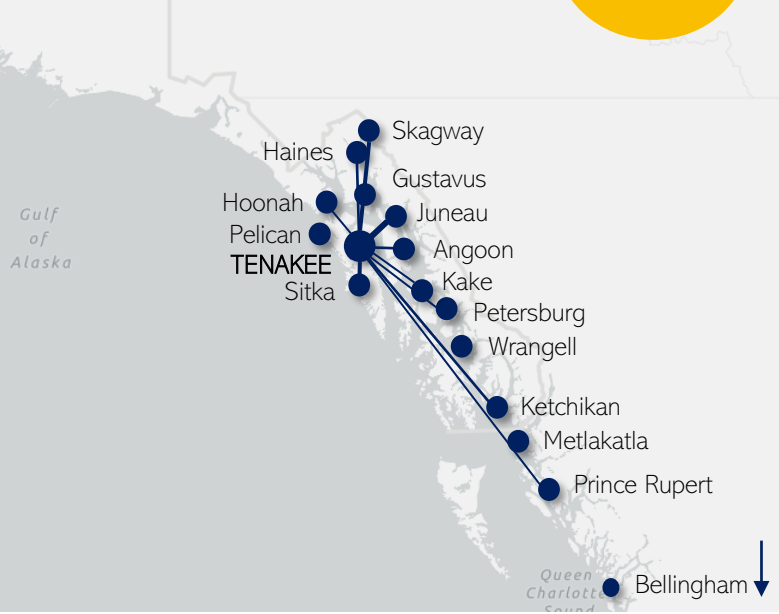 Skagway
Haines
Gustavus
Hoonah
Juneau
Gulf
of
Alaska
Pelican
Angoon
TENAKEE
Kake
Sitka
Petersburg
Wrangell
Ketchikan
Metlakatla
Prince Rupert
Queen
Charlotte
Sound
Bellingham